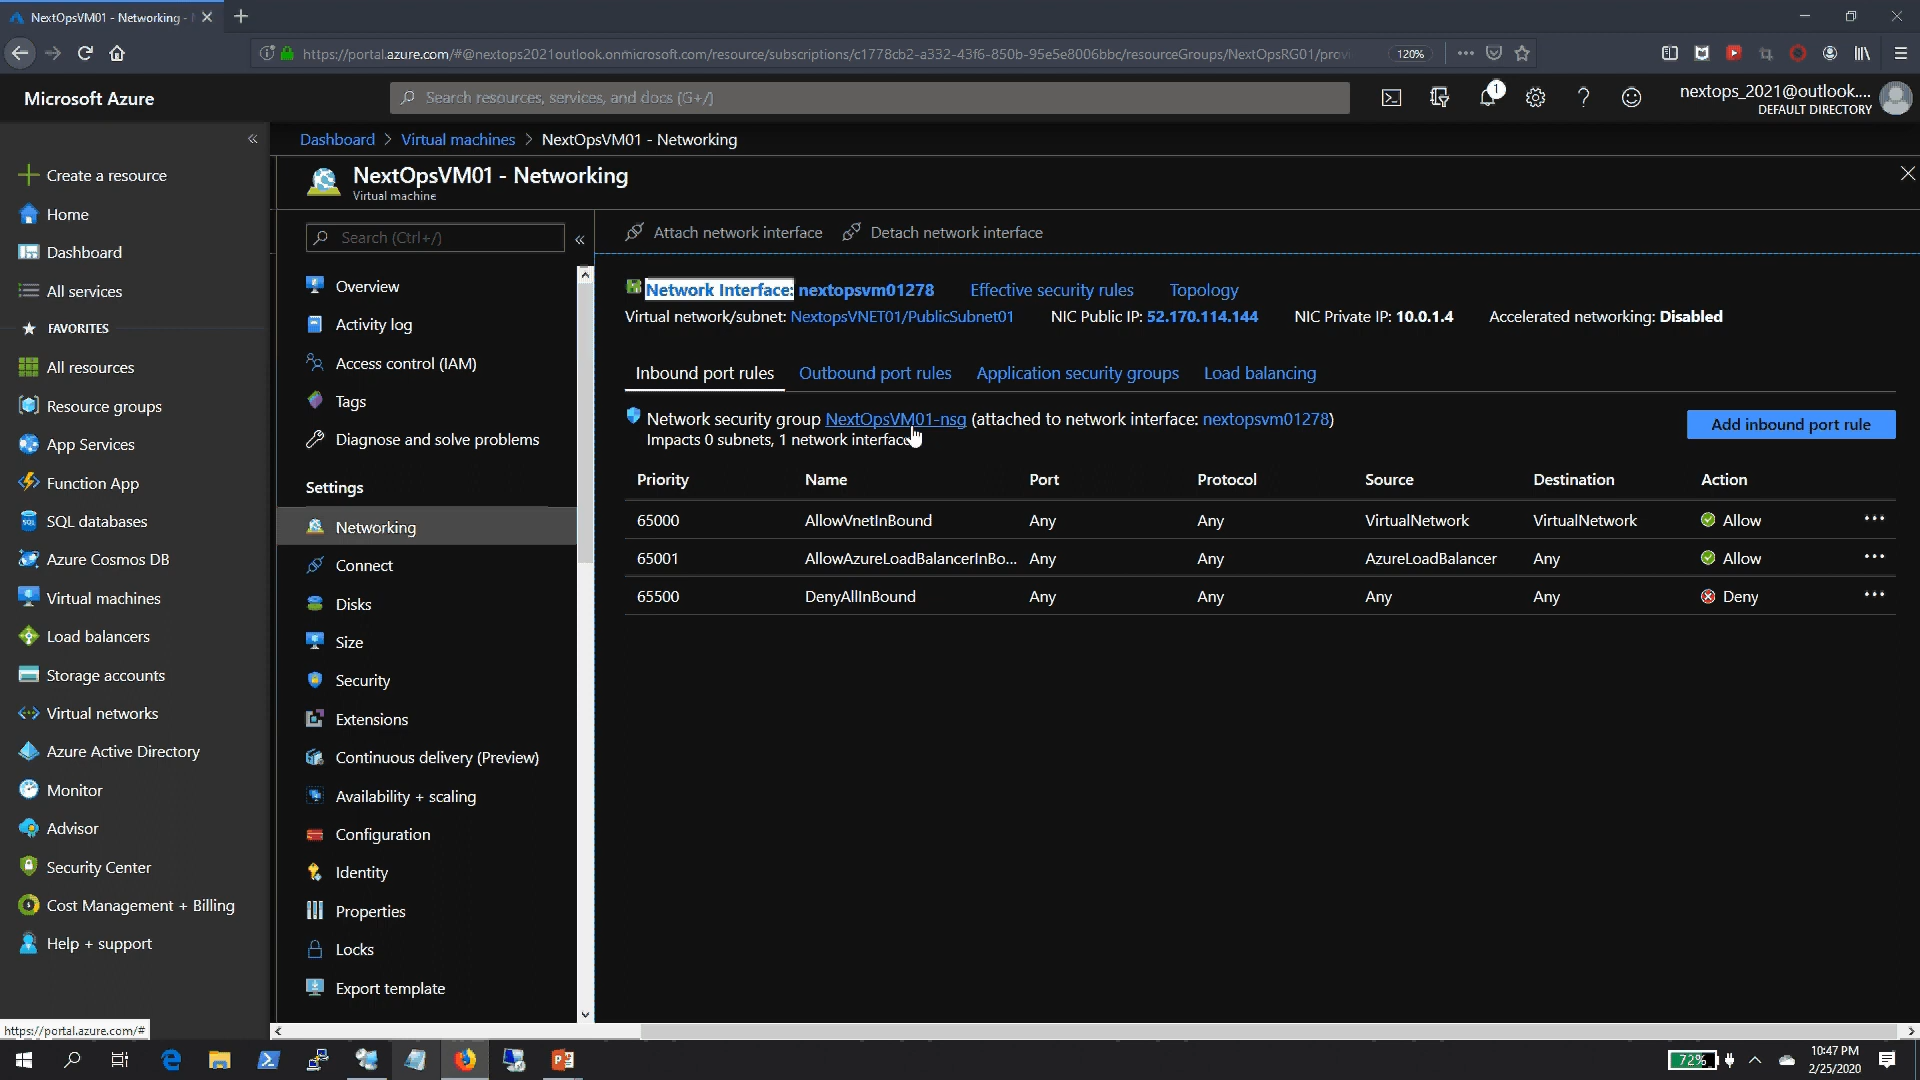 NextOpsVM01 - Networking -
https://portal.azure.com/#@nextops2021outlook.onmicrosoft.com/resource/subscriptions/c1778cb2-a332-43f6-850b-95e5e8006bbc/resourceGroups/NextOpsRG01/prov
120%
Microsoft Azure
Search resources, services, and docs (G+/)
1
nextops_2021@outlook....
DEFAULT DIRECTORY
Create a resource
Home
Dashboard
All services
FAVORITES
All resources
Resource groups
App Services
Function App
SQL databases
Azure Cosmos DB
Virtual machines
Load balancers
Storage accounts
Virtual networks
Azure Active Directory
Monitor
Advisor
Security Center
Cost Management + Billing
Help + support
https://portal.azure.com/#
Dashboard > Virtual machines > NextOpsVM01 - Networking
NextOpsVM01 - Networking
Virtual machine
Search (Ctrl+/)
Overview
Activity log
Access control (IAM)
Tags
Diagnose and solve problems
Settings
Networking
Connect
Disks
Size
Security
Extensions
Continuous delivery (Preview)
Availability + scaling
Configuration
Identity
Properties
Locks
Export template
Attach network interface Detach network interface
Network Interface: nextopsvm01278 Effective security rules Topology
Virtual network/subnet: NextopsVNET01/PublicSubnet01 NIC Public IP: 52.170.114.144 NIC Private IP: 10.0.1.4 Accelerated networking: Disabled
Inbound port rules Outbound port rules Application security groups Load balancing
Network security group NextOpsVM01-nsg (attached to network interface: nextopsvm01278)
Impacts 0 subnets, 1 network interfaces
Add inbound port rule
Priority Name Port Protocol Source Destination Action
65000 AllowVnetInBound Any Any VirtualNetwork VirtualNetwork Allow ...
65001 AllowAzureLoadBalancerInBo... Any Any AzureLoadBalancer Any Allow ...
65500 DenyAllInBound Any Any Any Any Deny ...
72%
10:47 PM
2/25/2020